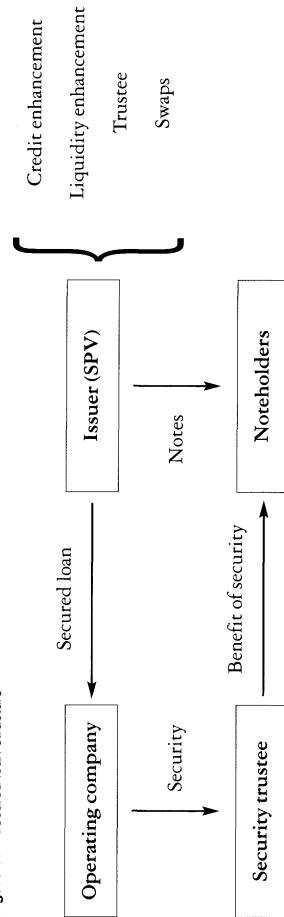 Credit enhancement
Liquidity enhancement
Trustee
Swaps
Operating company
Secured loan
Issuer (SPV)
Security
Notes
Security trustee
Benefit of security
Noteholders